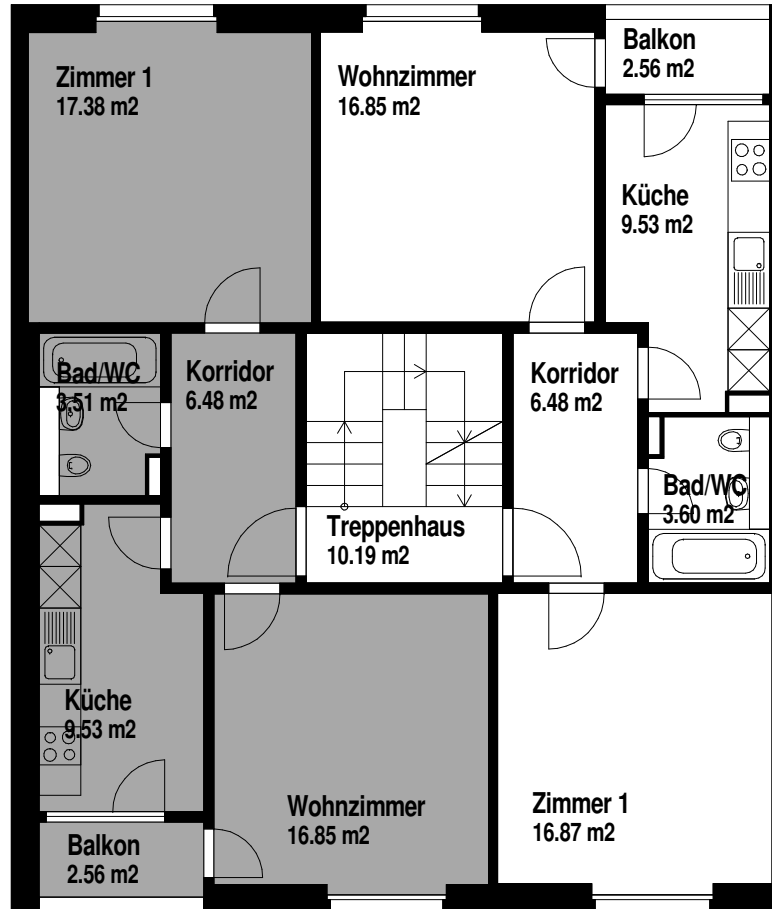 Zimmer 1
17.38 m2
Wohnzimmer
16.85 m2
Balkon
2.56 m2
Küche
9.53 m2
Bad/WC
3.51 m2
Korridor
6.48 m2
Korridor
6.48 m2
Treppenhaus
10.19 m2
Bad/WC
3.60 m2
Küche
9.53 m2
Wohnzimmer
16.85 m2
Zimmer 1
16.87 m2
Balkon
2.56 m2